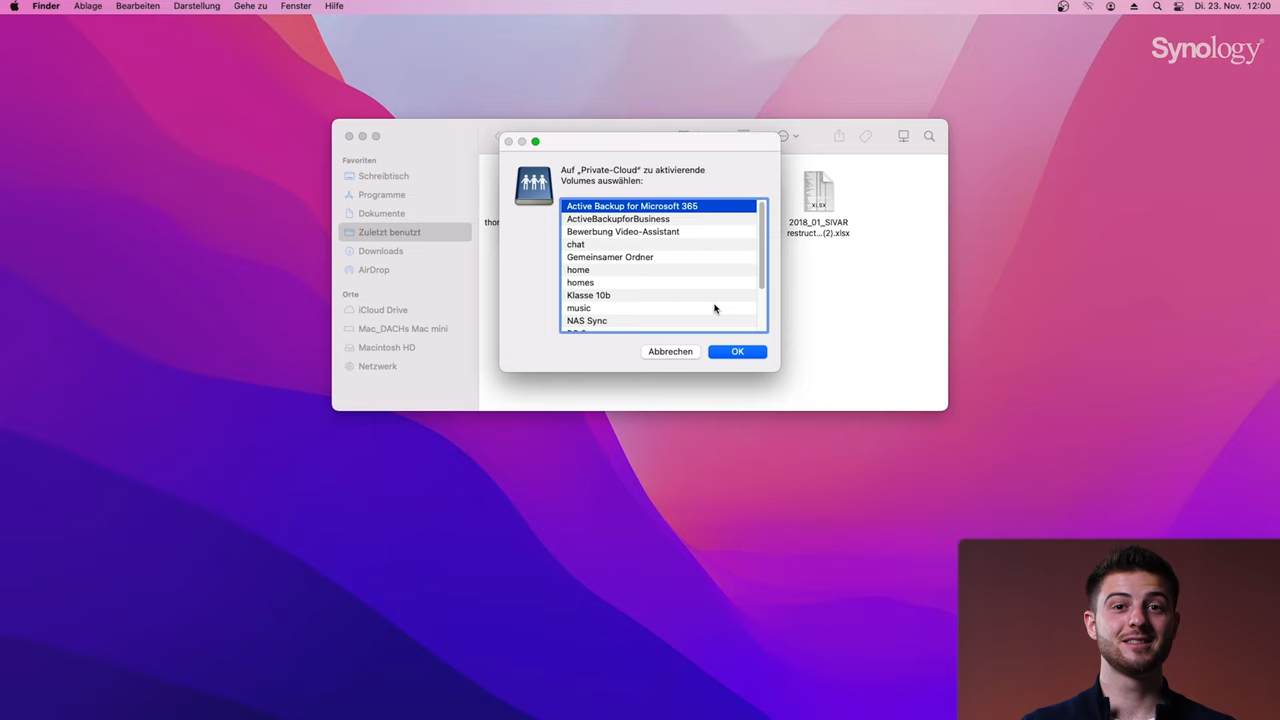 Finder Ablage Bearbeiten Darstellung Gehe zu Fenster Hilfe
Di. 23. Nov. 12:00
Synology
Favoriten
Schreibtisch
Programme
Dokumente
Zuletzt benutzt
Downloads
AirDrop
Orte
iCloud Drive
Mac_DACHs Mac mini
Macintosh HD
Netzwerk
Auf „Private-Cloud“ zu aktivierende
Volumes auswählen:
Active Backup for Microsoft 365
ActiveBackupforBusiness
Bewerbung Video-Assistant
chat
Gemeinsamer Ordner
home
homes
Klasse 10b
music
NAS Sync
Abbrechen
OK
XLSX
2018_01_SIVAR
restruct...(2).xlsx